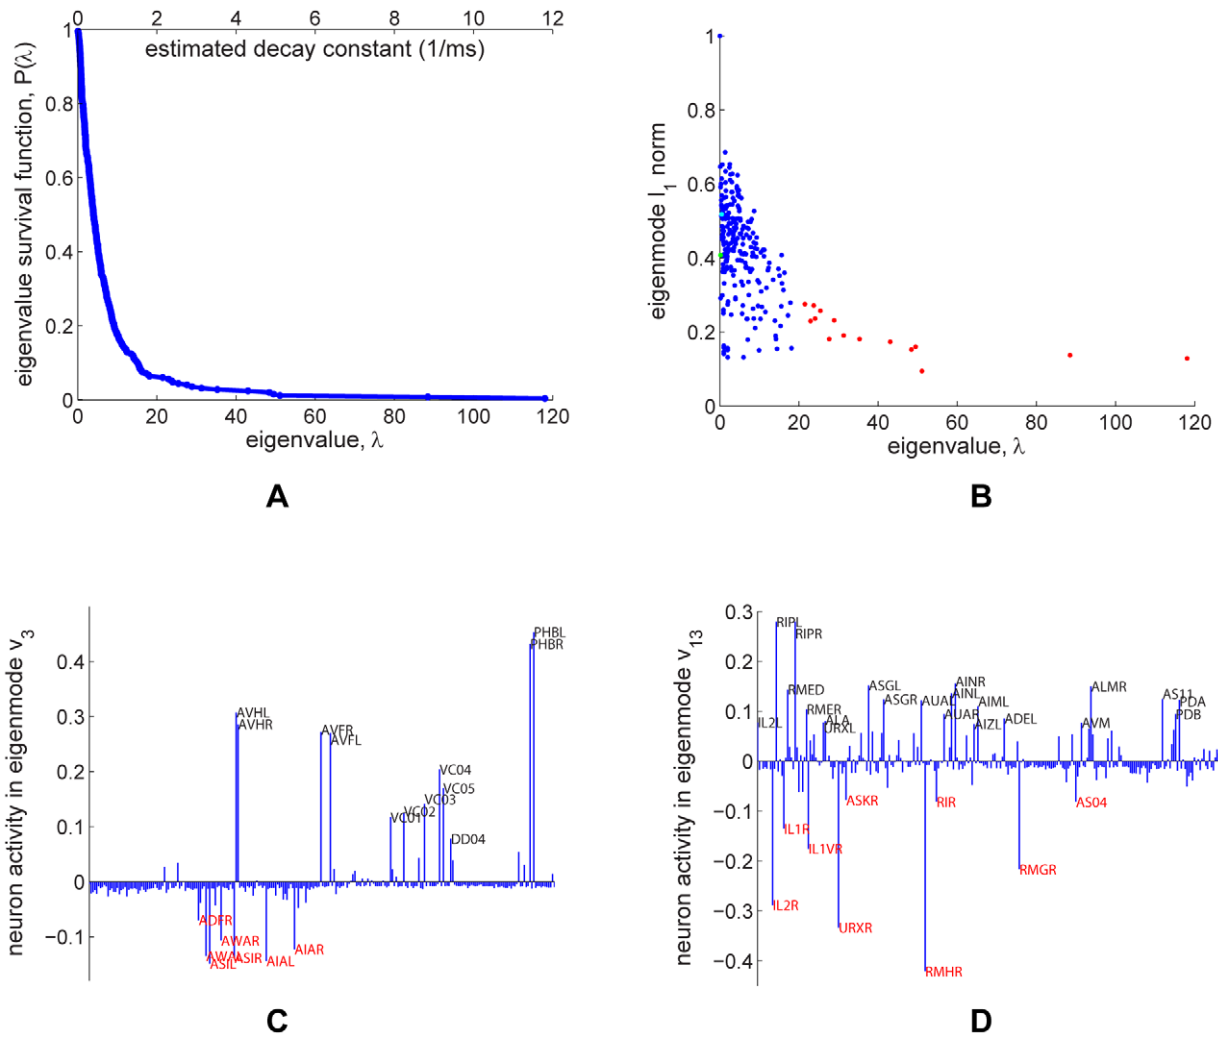 0 2 4 6 8 10 12
estimated decay constant (1/ms)
eigenvalue survival function, P(λ)
1
0.8
0.6
0.4
0.2
0
0 20 40 60 80 100 120
eigenvalue, λ
A
eigenmode l1 norm
1
0.8
0.6
0.4
0.2
0
0 20 40 60 80 100 120
eigenvalue, λ
B
neuron activity in eigenmode v3
0.4
0.3
0.2
0.1
0
−0.1
PHBL
PHBR
AVHL
AVHR
AVFR
AVFL
VC04
VC05
VC03
VC02
VC01
DD04
ADFR
AWAR
ASIR
ASIL
AIAL
AIAR
C
neuron activity in eigenmode v13
0.3
0.2
0.1
0
−0.1
−0.2
−0.3
−0.4
RIPL
RIPR
RMED
RMER
IL2L
ALA
URXL
ASGL
ASGR
AUAR
AINR
AINL
AIML
AIZL
ADEL
ALMR
AVM
AS11
PDA
PDB
ASKR
RIR
AS04
IL1R
IL1VR
RMGR
IL2R
URXR
RMHR
D